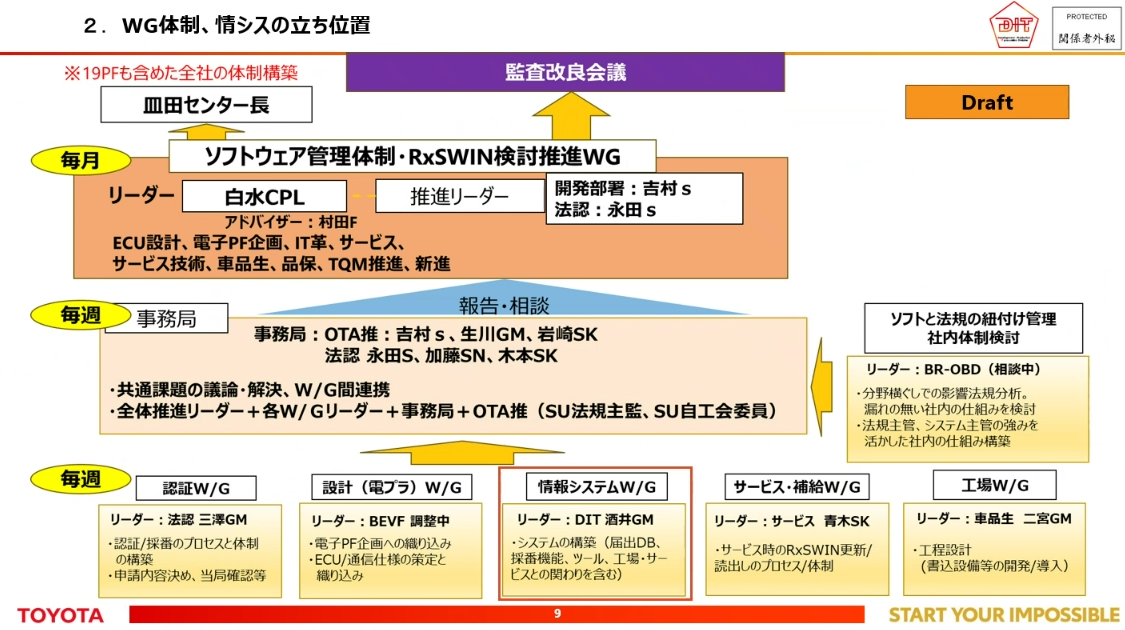 ２．WG体制、情シスの立ち位置
DIT
PROTECTED
関係者外秘
※19PFも含めた全社の体制構築
監査改良会議
皿田センター長
Draft
毎月
ソフトウェア管理体制・RxSWIN検討推進WG
リーダー
白水CPL
推進リーダー
開発部署：吉村ｓ
法認：永田ｓ
アドバイザー：村田F
ECU設計、電子PF企画、IT革、サービス、
サービス技術、車品生、品保、TQM推進、新進
報告・相談
毎週
事務局
事務局：OTA推：吉村ｓ、生川GM、岩崎SK
法認 永田S、加藤SN、木本SK
・共通課題の議論・解決、W/G間連携
・全体推進リーダー＋各W/Gリーダー＋事務局＋OTA推（SU法規主監、SU自工会委員）
ソフトと法規の紐付け管理
社内体制検討
リーダー：BR-OBD（相談中）
・分野横ぐしでの影響法規分析。
漏れの無い社内の仕組みを検討
・法規主管、システム主管の強みを
活かした社内の仕組み構築
毎週
認証W/G
リーダー：法認 三澤GM
・認証/採番のプロセスと体制
の構築
・申請内容決め、当局確認等
設計（電プラ）W/G
リーダー：BEVF 調整中
・電子PF企画への織り込み
・ECU/通信仕様の策定と
織り込み
情報システムW/G
リーダー：DIT 酒井GM
・システムの構築（届出DB、
採番機能、ツール、工場・サー
ビスとの関わりを含む）
サービス・補給W/G
リーダー：サービス 青木SK
・サービス時のRxSWIN更新/
読出しのプロセス/体制
工場W/G
リーダー：車品生 二宮GM
・工程設計
（書込設備等の開発/導入）
TOYOTA
9
START YOUR IMPOSSIBLE